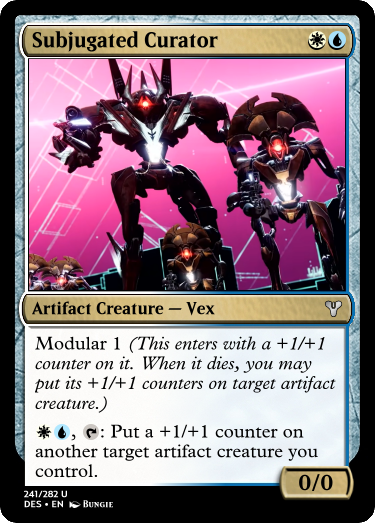 Subjugated Curator
Artifact Creature — Vex
Modular 1 (This enters with a +1/+1
counter on it. When it dies, you may
put its +1/+1 counters on target artifact
creature.)
, : Put a +1/+1 counter on
another target artifact creature you
control.
0/0
241/282 U
DES • EN Bungie